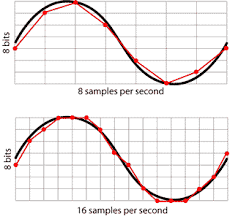 8 bits
8 samples per second
8 bits
16 samples per second